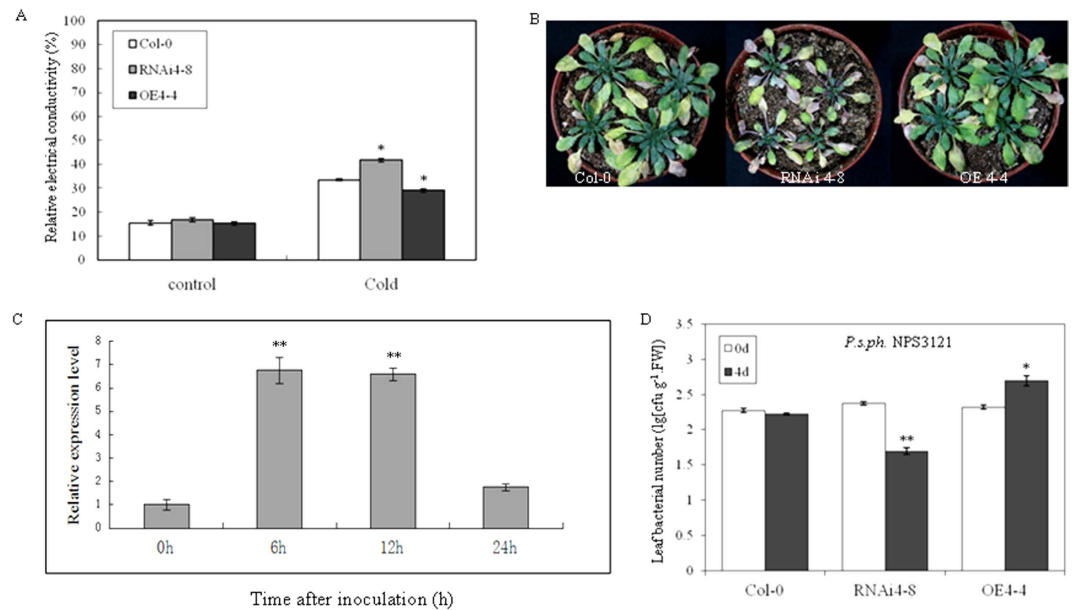 A
Relative electrical conductivity (%)
100
90
80
70
60
50
40
30
20
10
0
Col-0
RNAi4-8
OE4-4
*
*
control
Cold
B
Col-0
RNAi 4-8
OE 4-4
C
Relative expression level
8
7
6
5
4
3
2
1
0
**
**
0h
6h
12h
24h
Time after inoculation (h)
D
Leaf bacterial number (lg[cfu g⁻¹.FW])
3.5
3
2.5
2
1.5
1
0.5
0
0d
4d
P.s.ph. NPS3121
**
*
Col-0
RNAi4-8
OE4-4